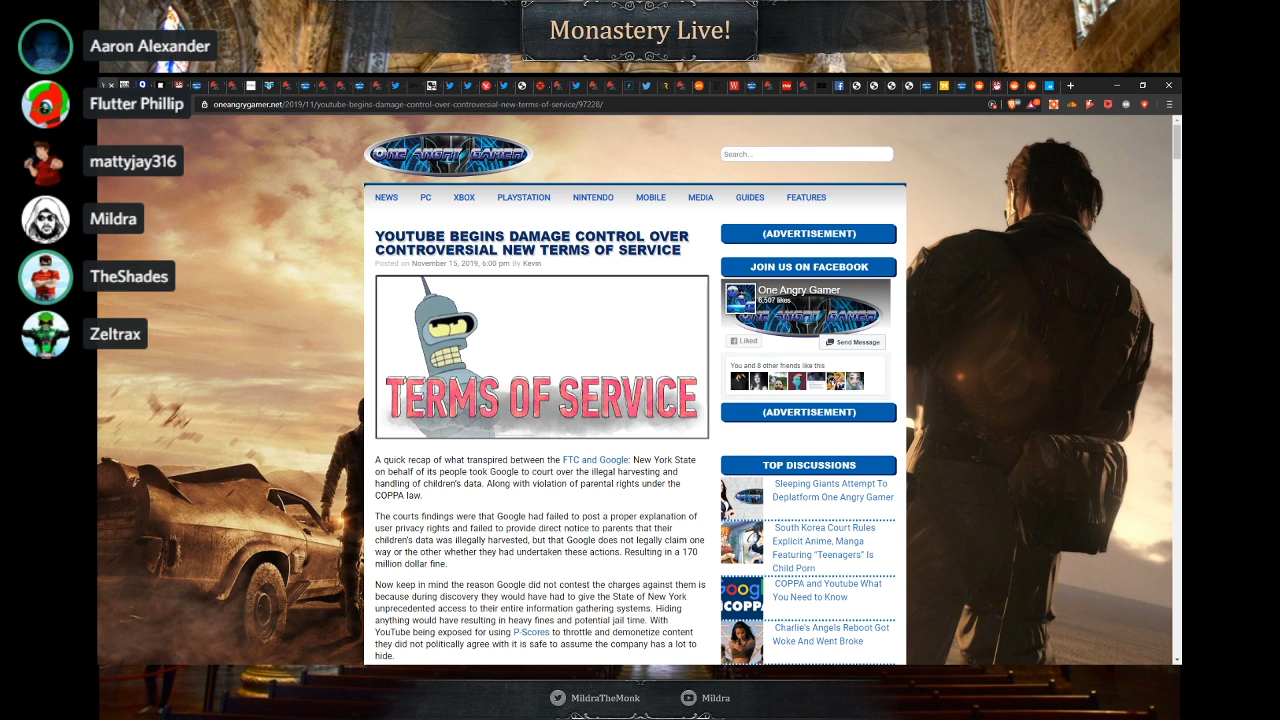 Monastery Live!
Aaron Alexander
Flutter Phillip
mattyjay316
Mildra
TheShades
Zeltrax
oneangrygamer.net/2019/11/youtube-begins-damage-control-over-controversial-new-terms-of-service/97228/
ONE ANGRY GAMER
Search...
NEWS PC XBOX PLAYSTATION NINTENDO MOBILE MEDIA GUIDES FEATURES
YOUTUBE BEGINS DAMAGE CONTROL OVER
CONTROVERSIAL NEW TERMS OF SERVICE
Posted on November 15, 2019, 6:00 pm By Kevin
TERMS OF SERVICE
A quick recap of what transpired between the FTC and Google: New York State
on behalf of its people took Google to court over the illegal harvesting and
handling of children's data. Along with violation of parental rights under the
COPPA law.
The courts findings were that Google had failed to post a proper explanation of
user privacy rights and failed to provide direct notice to parents that their
children's data was illegally harvested, but that Google does not legally claim one
way or the other whether they had undertaken these actions. Resulting in a 170
million dollar fine.
Now keep in mind the reason Google did not contest the charges against them is
because during discovery they would have had to give the State of New York
unprecedented access to their entire information gathering systems. Hiding
anything would have resulting in heavy fines and potential jail time. With
YouTube being exposed for using P-Scores to throttle and demonetize content
they did not politically agree with it is safe to assume the company has a lot to
hide.
(ADVERTISEMENT)
JOIN US ON FACEBOOK
One Angry Gamer
6,507 likes
ONE ANGRY GAMER
Liked
Send Message
You and 8 other friends like this
(ADVERTISEMENT)
TOP DISCUSSIONS
Sleeping Giants Attempt To
Deplatform One Angry Gamer
South Korea Court Rules
Explicit Anime, Manga
Featuring "Teenagers" Is
Child Porn
COPPA and Youtube What
You Need to Know
Charlie's Angels Reboot Got
Woke And Went Broke
MildraTheMonk
Mildra